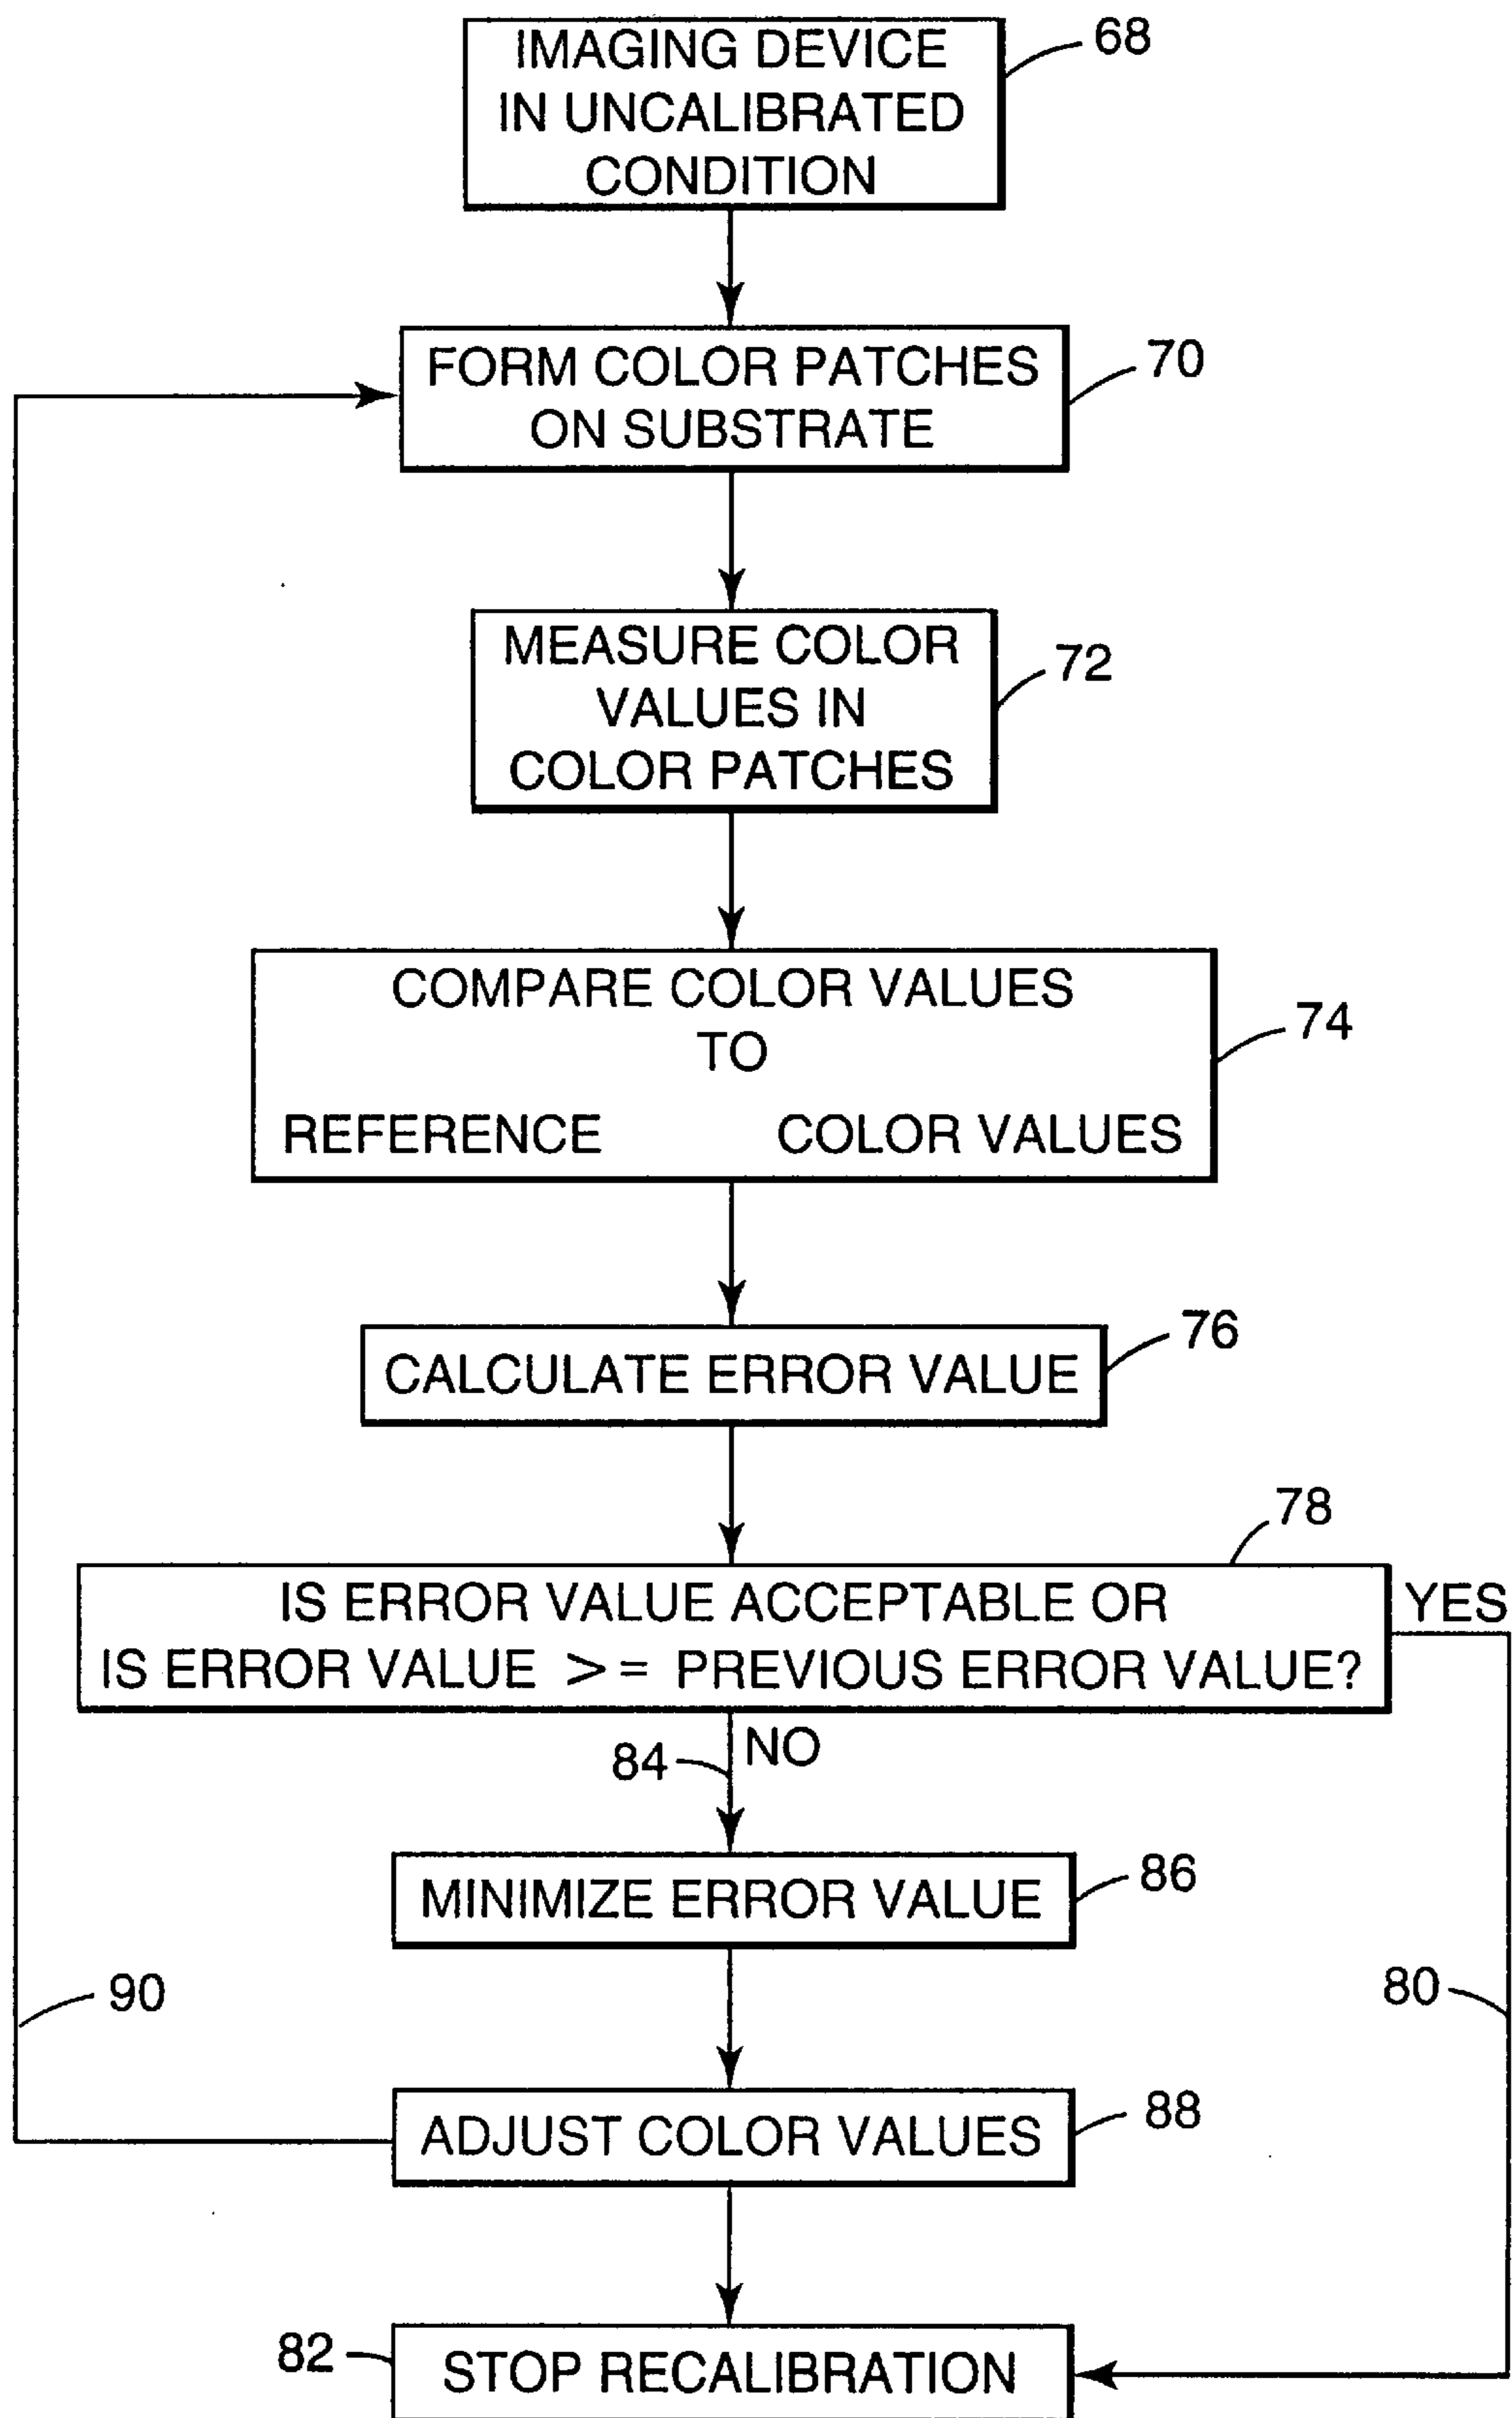 IMAGING DEVICE
IN UNCALIBRATED
CONDITION
68
FORM COLOR PATCHES
ON SUBSTRATE
70
MEASURE COLOR
VALUES IN
COLOR PATCHES
72
COMPARE COLOR VALUES
TO
REFERENCE COLOR VALUES
74
CALCULATE ERROR VALUE
76
78
IS ERROR VALUE ACCEPTABLE OR
IS ERROR VALUE >= PREVIOUS ERROR VALUE?
YES
84
NO
MINIMIZE ERROR VALUE
86
90
80
ADJUST COLOR VALUES
88
82
STOP RECALIBRATION